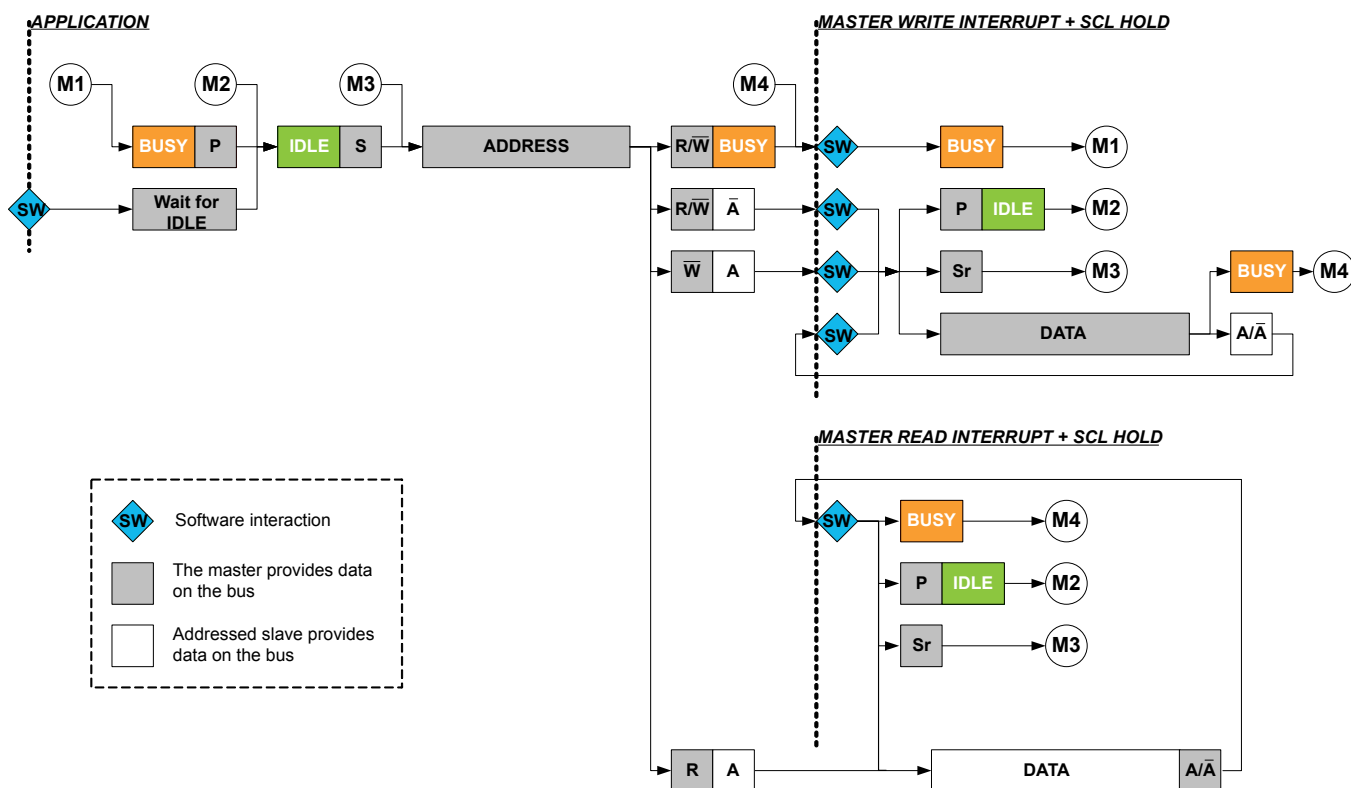 APPLICATION
MASTER WRITE INTERRUPT + SCL HOLD
M1
M2
M3
M4
BUSY P
IDLE S
ADDRESS
R/W̅ BUSY
SW
BUSY
M1
SW
Wait for
IDLE
R/W̅ A̅
SW
P IDLE
M2
W̅ A
SW
Sr
M3
BUSY
M4
SW
DATA
A/A̅
MASTER READ INTERRUPT + SCL HOLD
SW
BUSY
M4
P IDLE
M2
Sr
M3
R A
DATA
A/A̅
SW
Software interaction
The master provides data
on the bus
Addressed slave provides
data on the bus